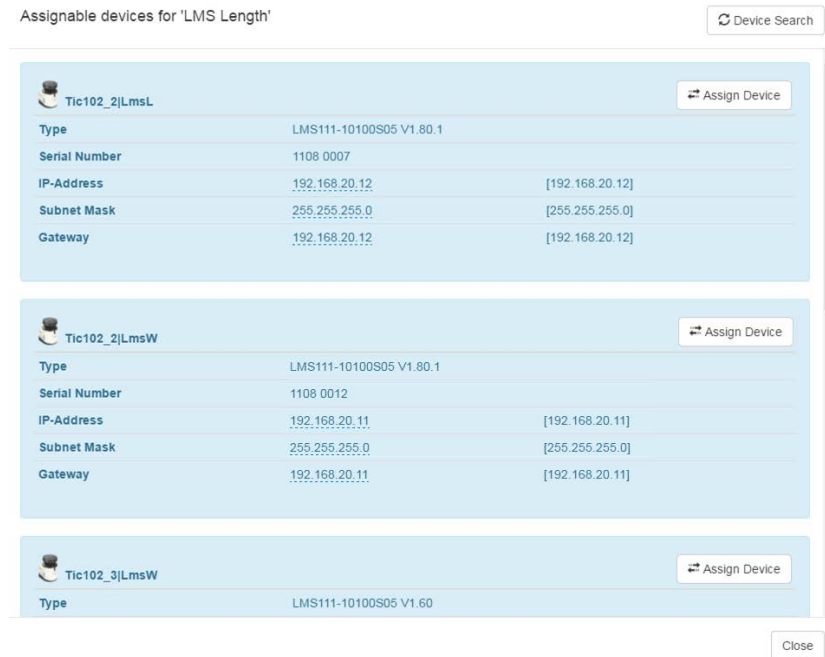 Assignable devices for 'LMS Length'
Device Search
Tic102_2|LmsL
Assign Device
Type LMS111-10100S05 V1.80.1
Serial Number 1108 0007
IP-Address 192.168.20.12 [192.168.20.12]
Subnet Mask 255.255.255.0 [255.255.255.0]
Gateway 192.168.20.12 [192.168.20.12]
Tic102_2|LmsW
Assign Device
Type LMS111-10100S05 V1.80.1
Serial Number 1108 0012
IP-Address 192.168.20.11 [192.168.20.11]
Subnet Mask 255.255.255.0 [255.255.255.0]
Gateway 192.168.20.11 [192.168.20.11]
Tic102_3|LmsW
Assign Device
Type LMS111-10100S05 V1.60
Close